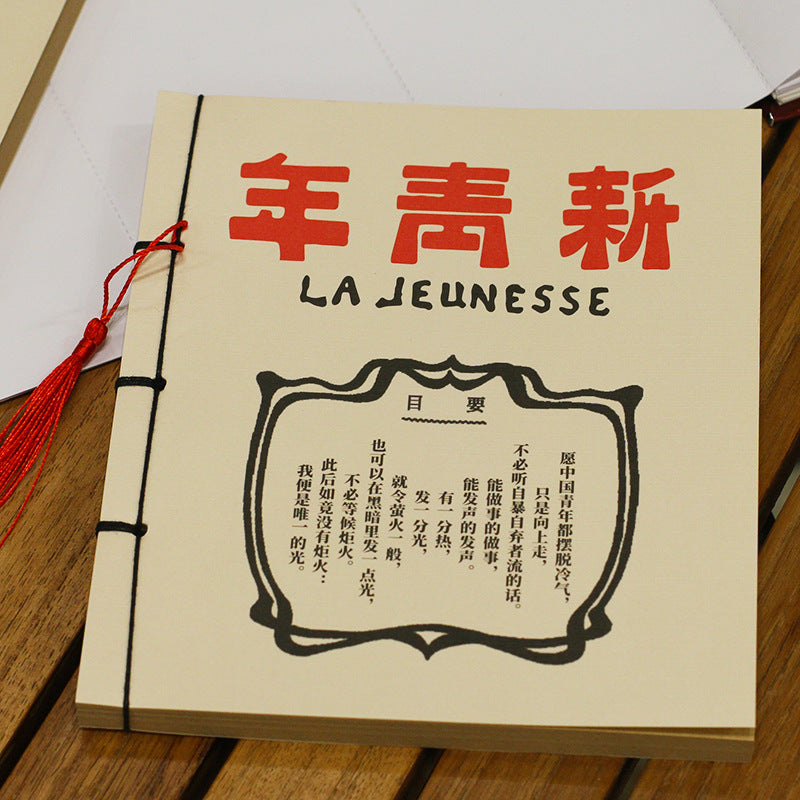 新青年
LA JEUNESSE
要目
愿中国青年都摆脱冷气，
只是向上走，
不必听自暴自弃者流的话。
能做事的做事，
能发声的发声。
有一分热，
发一分光，
就令萤火一般，
也可以在黑暗里发一点光，
不必等候炬火。
此后如竟没有炬火：
我便是唯一的光。